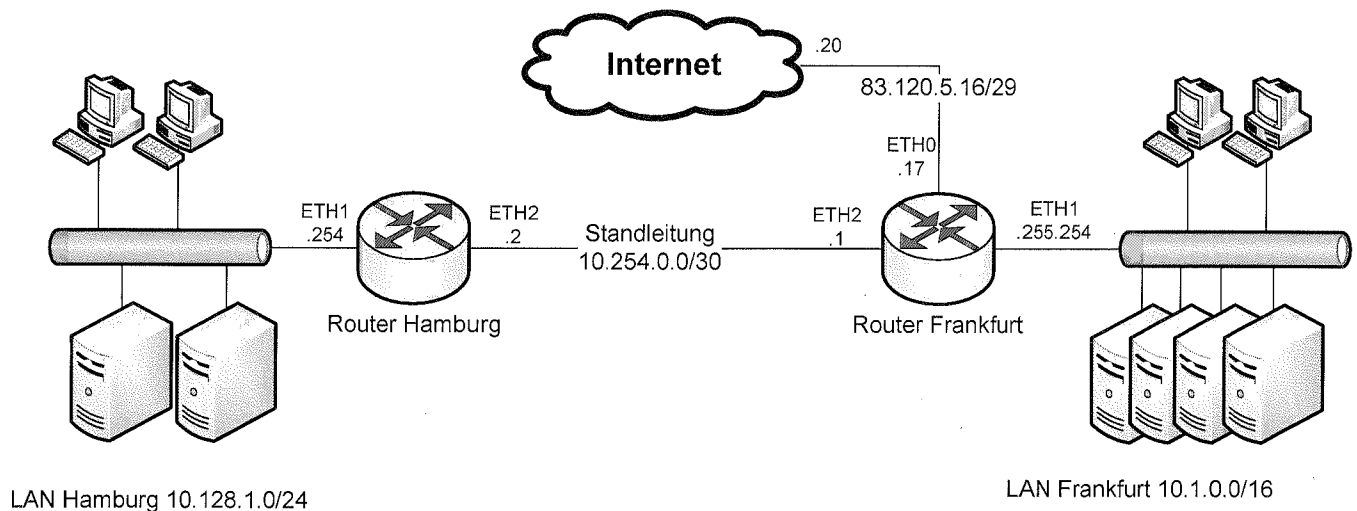 Internet
.20
83.120.5.16/29
ETH0
.17
ETH1
.254
ETH2
.2
Standleitung
10.254.0.0/30
ETH2
.1
ETH1
.255.254
Router Hamburg
Router Frankfurt
LAN Hamburg 10.128.1.0/24
LAN Frankfurt 10.1.0.0/16